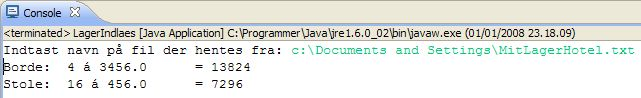 Console
<terminated> LagerIndlaes [Java Application] C:\Programmer\Java\jre1.6.0_02\bin\javaw.exe (01/01/2008 23.18.09)
Indtast navn på fil der hentes fra: c:\Documents and Settings\MitLagerHotel.txt
Borde:  4 á 3456.0      = 13824
Stole:  16 á 456.0      = 7296